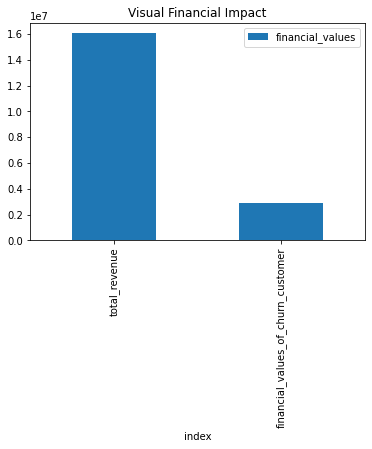 Visual Financial Impact
1e7
financial_values
1.6
1.4
1.2
1.0
0.8
0.6
0.4
0.2
0.0
total_revenue
financial_values_of_churn_customer
index